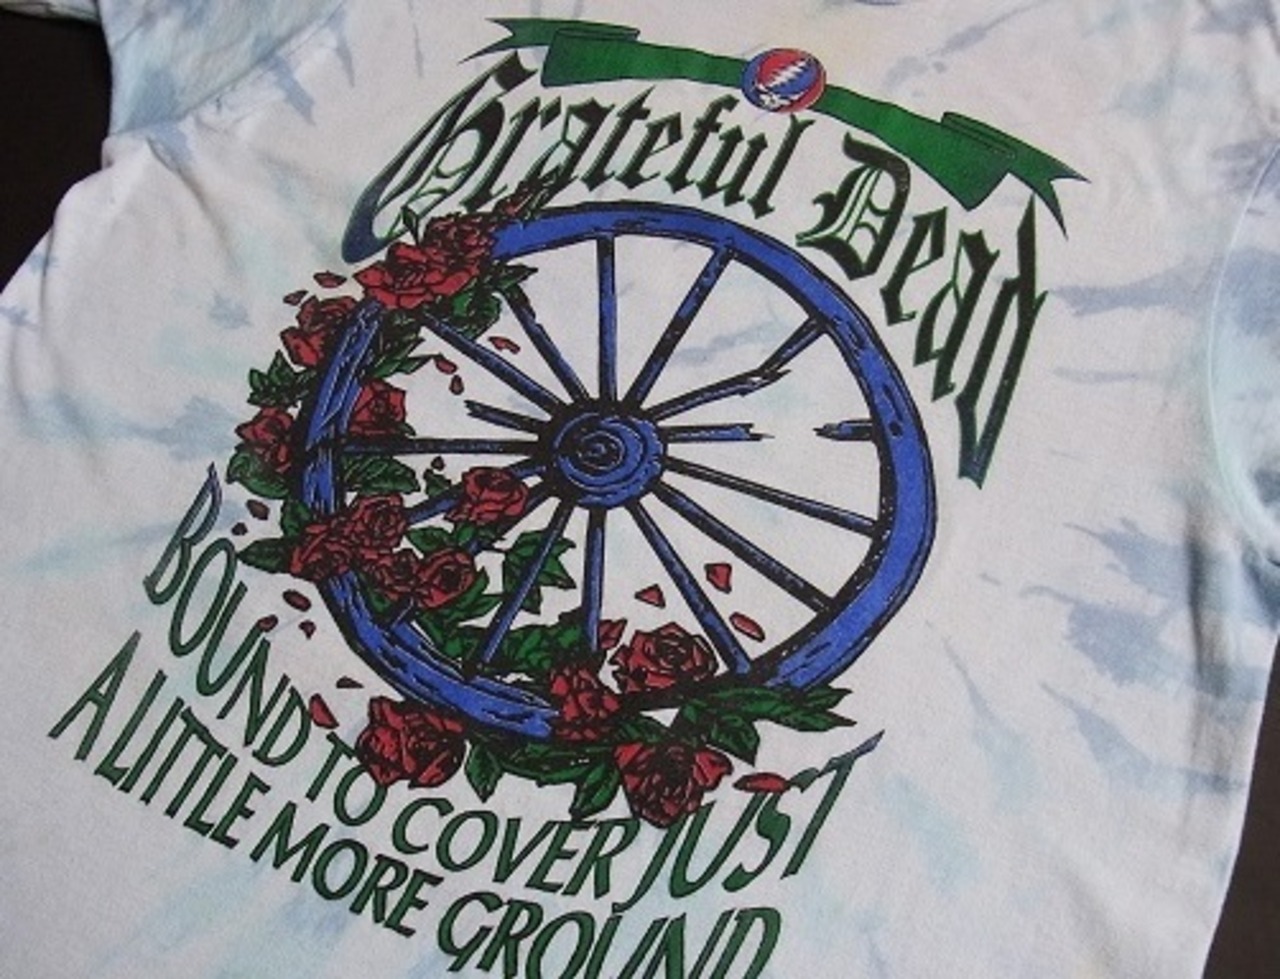 Grateful Dead
BOUND TO COVER JUST
A LITTLE MORE GROUND